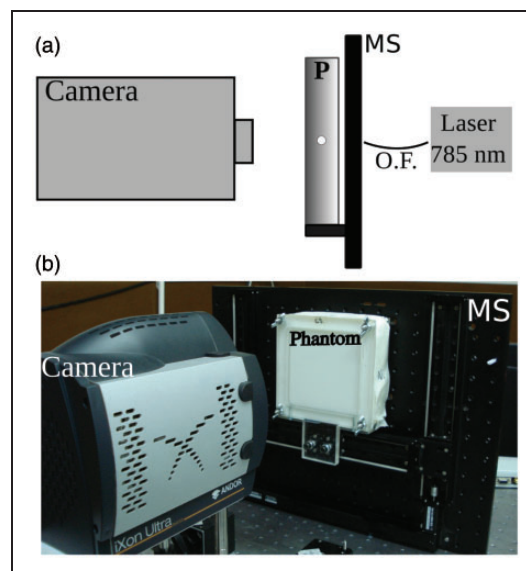 (a)
Camera
P
MS
O.F.
Laser
785 nm
(b)
Camera
Phantom
MS
ANDOR
iXon Ultra